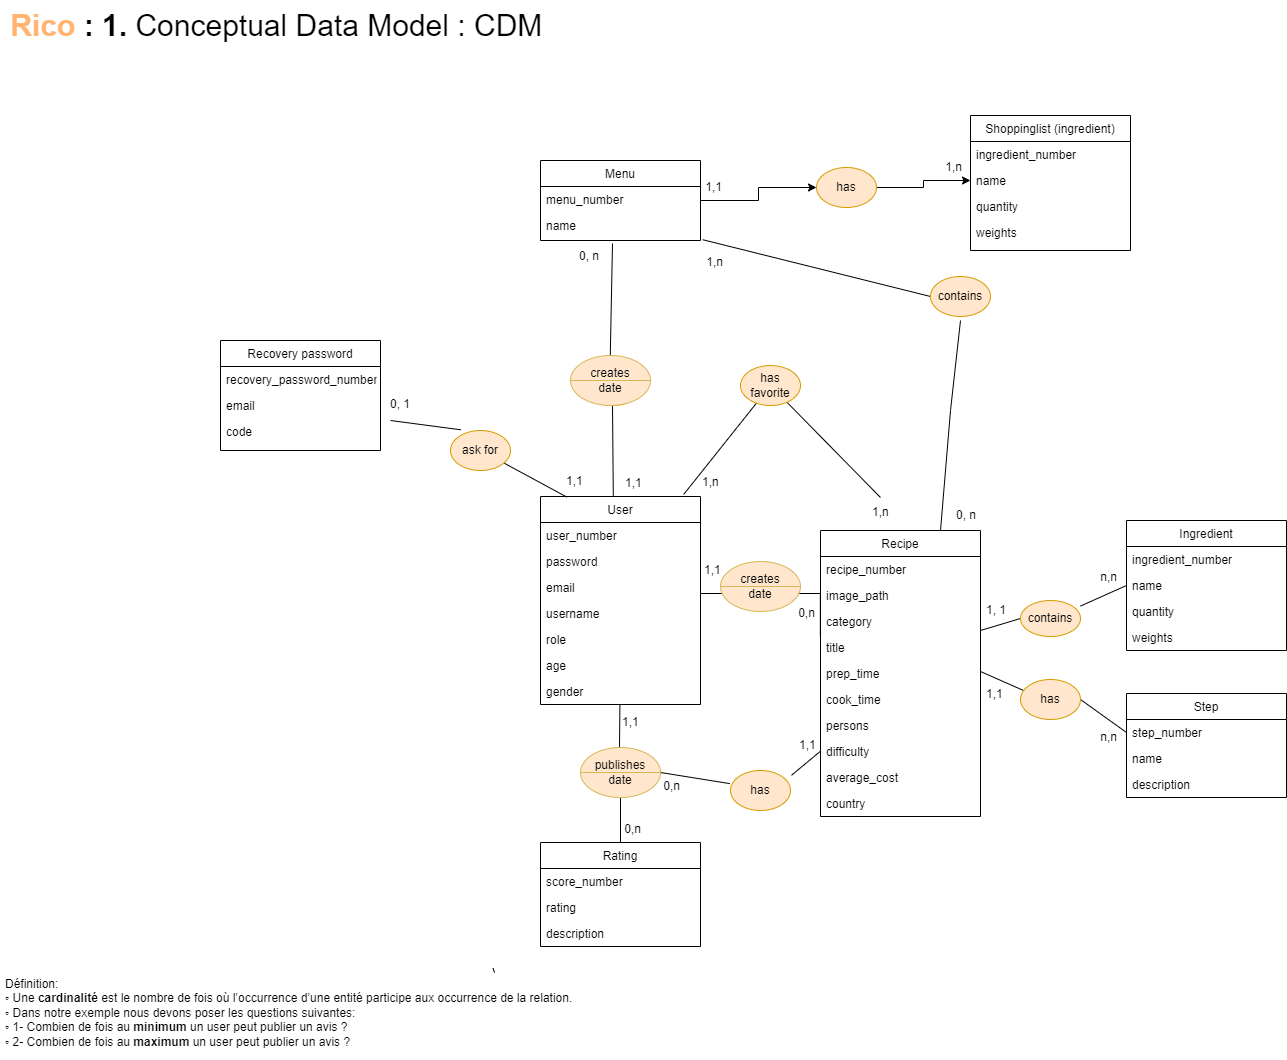 Rico : 1. Conceptual Data Model : CDM
Shoppinglist (ingredient)
ingredient_number
name
quantity
weights
1,n
has
1,1
Menu
menu_number
name
0, n
1,n
contains
Recovery password
recovery_password_number
email
code
0, 1
ask for
1,1
creates
date
1,1
has
favorite
1,n
1,n
0, n
User
user_number
password
email
username
role
age
gender
1,1
creates
date
0,n
Recipe
recipe_number
image_path
category
title
prep_time
cook_time
persons
difficulty
average_cost
country
1, 1
contains
n,n
Ingredient
ingredient_number
name
quantity
weights
1,1
has
n,n
Step
step_number
name
description
1,1
publishes
date
0,n
has
1,1
0,n
Rating
score_number
rating
description
Définition:
◦ Une cardinalité est le nombre de fois où l'occurrence d'une entité participe aux occurrence de la relation.
◦ Dans notre exemple nous devons poser les questions suivantes:
◦ 1- Combien de fois au minimum un user peut publier un avis ?
◦ 2- Combien de fois au maximum un user peut publier un avis ?